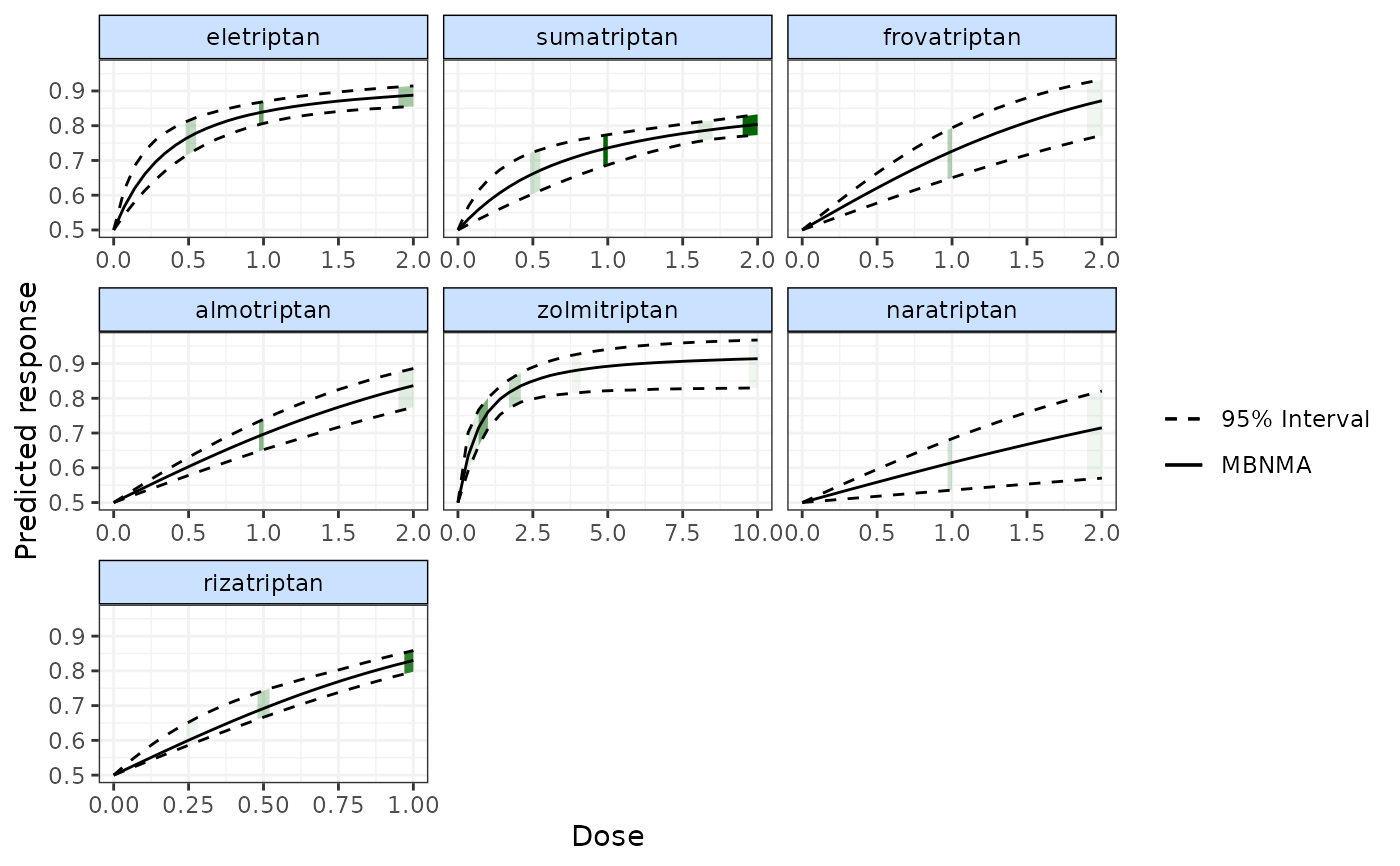 eletriptan sumatriptan frovatriptan
0.9
0.8
0.7
0.6
0.5
0.0 0.5 1.0 1.5 2.0 0.0 0.5 1.0 1.5 2.0 0.0 0.5 1.0 1.5 2.0
almotriptan zolmitriptan naratriptan
0.9
0.8
0.7
0.6
0.5
0.0 0.5 1.0 1.5 2.0 0.0 2.5 5.0 7.5 10.0 0.0 0.5 1.0 1.5 2.0
rizatriptan
0.9
0.8
0.7
0.6
0.5
0.00 0.25 0.50 0.75 1.00
Dose
Predicted response
95% Interval
MBNMA